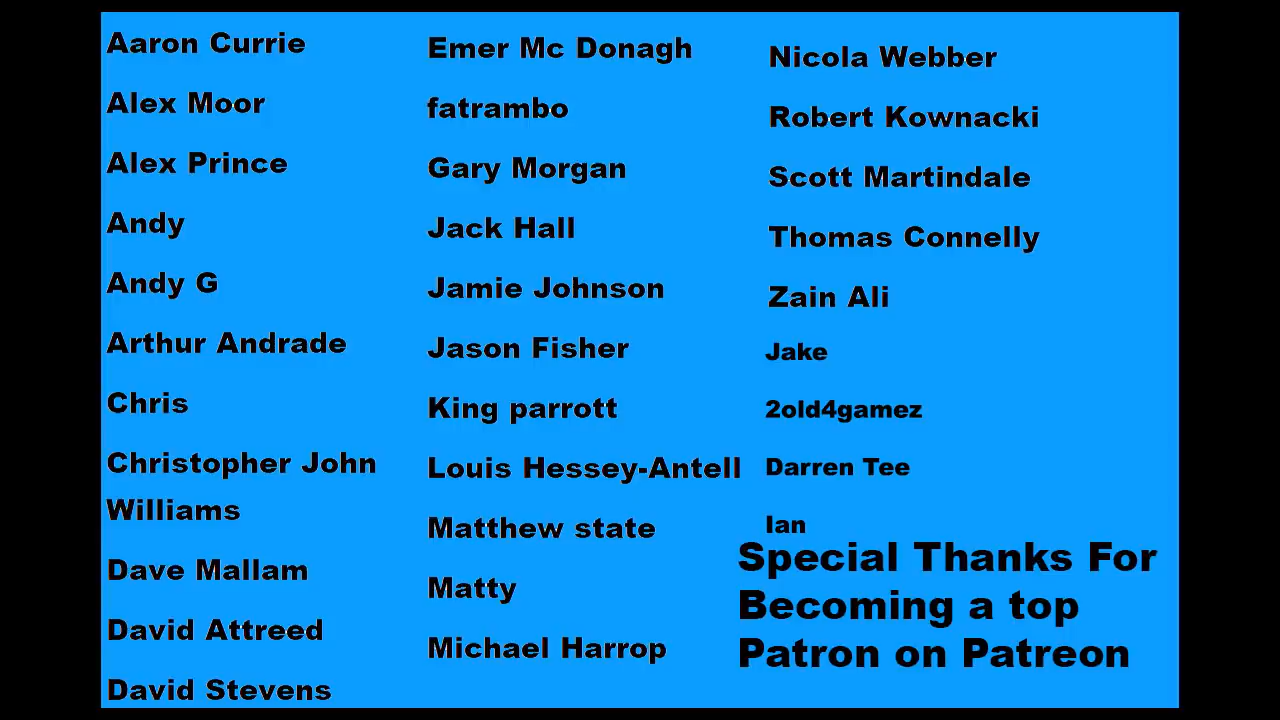 Aaron Currie
Alex Moor
Alex Prince
Andy
Andy G
Arthur Andrade
Chris
Christopher John
Williams
Dave Mallam
David Attreed
David Stevens
Emer Mc Donagh
fatrambo
Gary Morgan
Jack Hall
Jamie Johnson
Jason Fisher
King parrott
Louis Hessey-Antell
Matthew state
Matty
Michael Harrop
Nicola Webber
Robert Kownacki
Scott Martindale
Thomas Connelly
Zain Ali
Jake
2old4gamez
Darren Tee
Ian
Special Thanks For
Becoming a top
Patron on Patreon